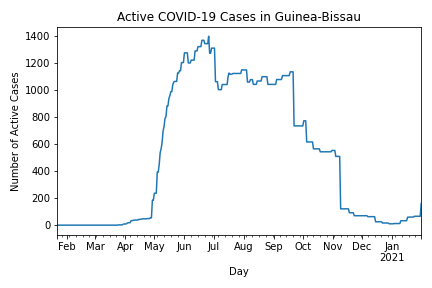 Active COVID-19 Cases in Guinea-Bissau
Number of Active Cases
1400
1200
1000
800
600
400
200
0
Feb Mar Apr May Jun Jul Aug Sep Oct Nov Dec Jan
2021
Day